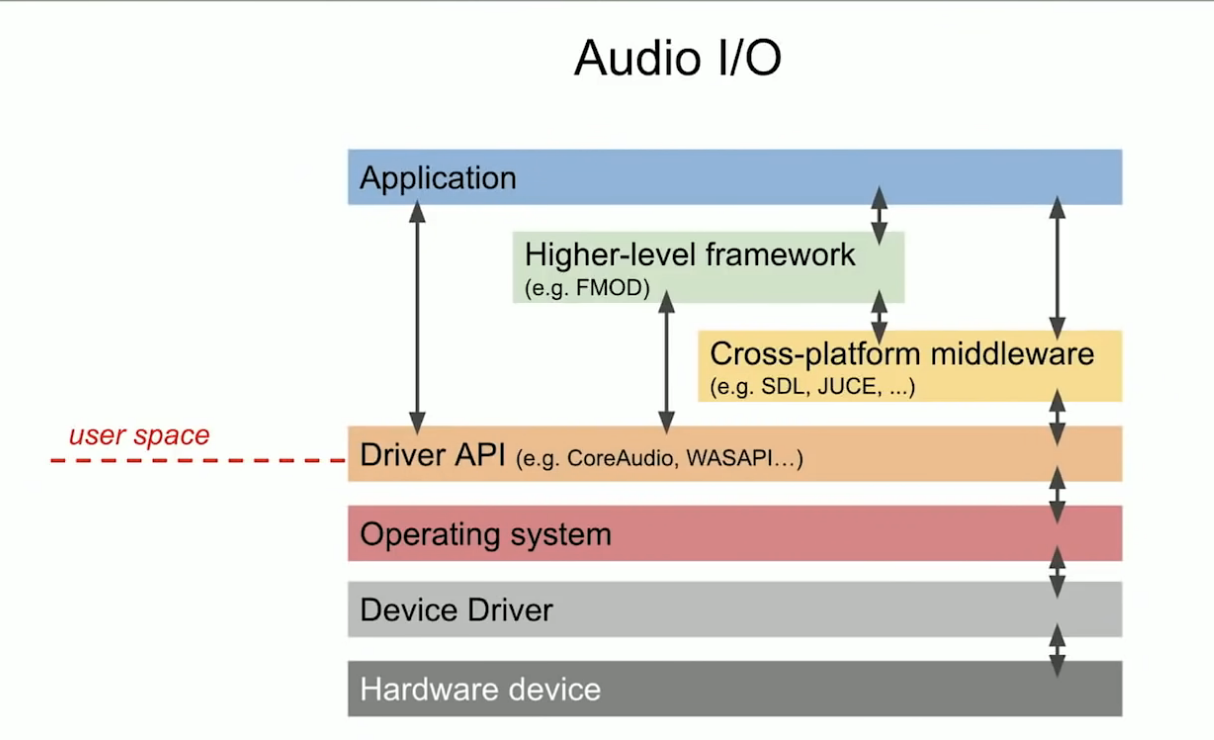 Audio I/O
Application
Higher-level framework
(e.g. FMOD)
Cross-platform middleware
(e.g. SDL, JUCE, ...)
user space
Driver API (e.g. CoreAudio, WASAPI...)
Operating system
Device Driver
Hardware device